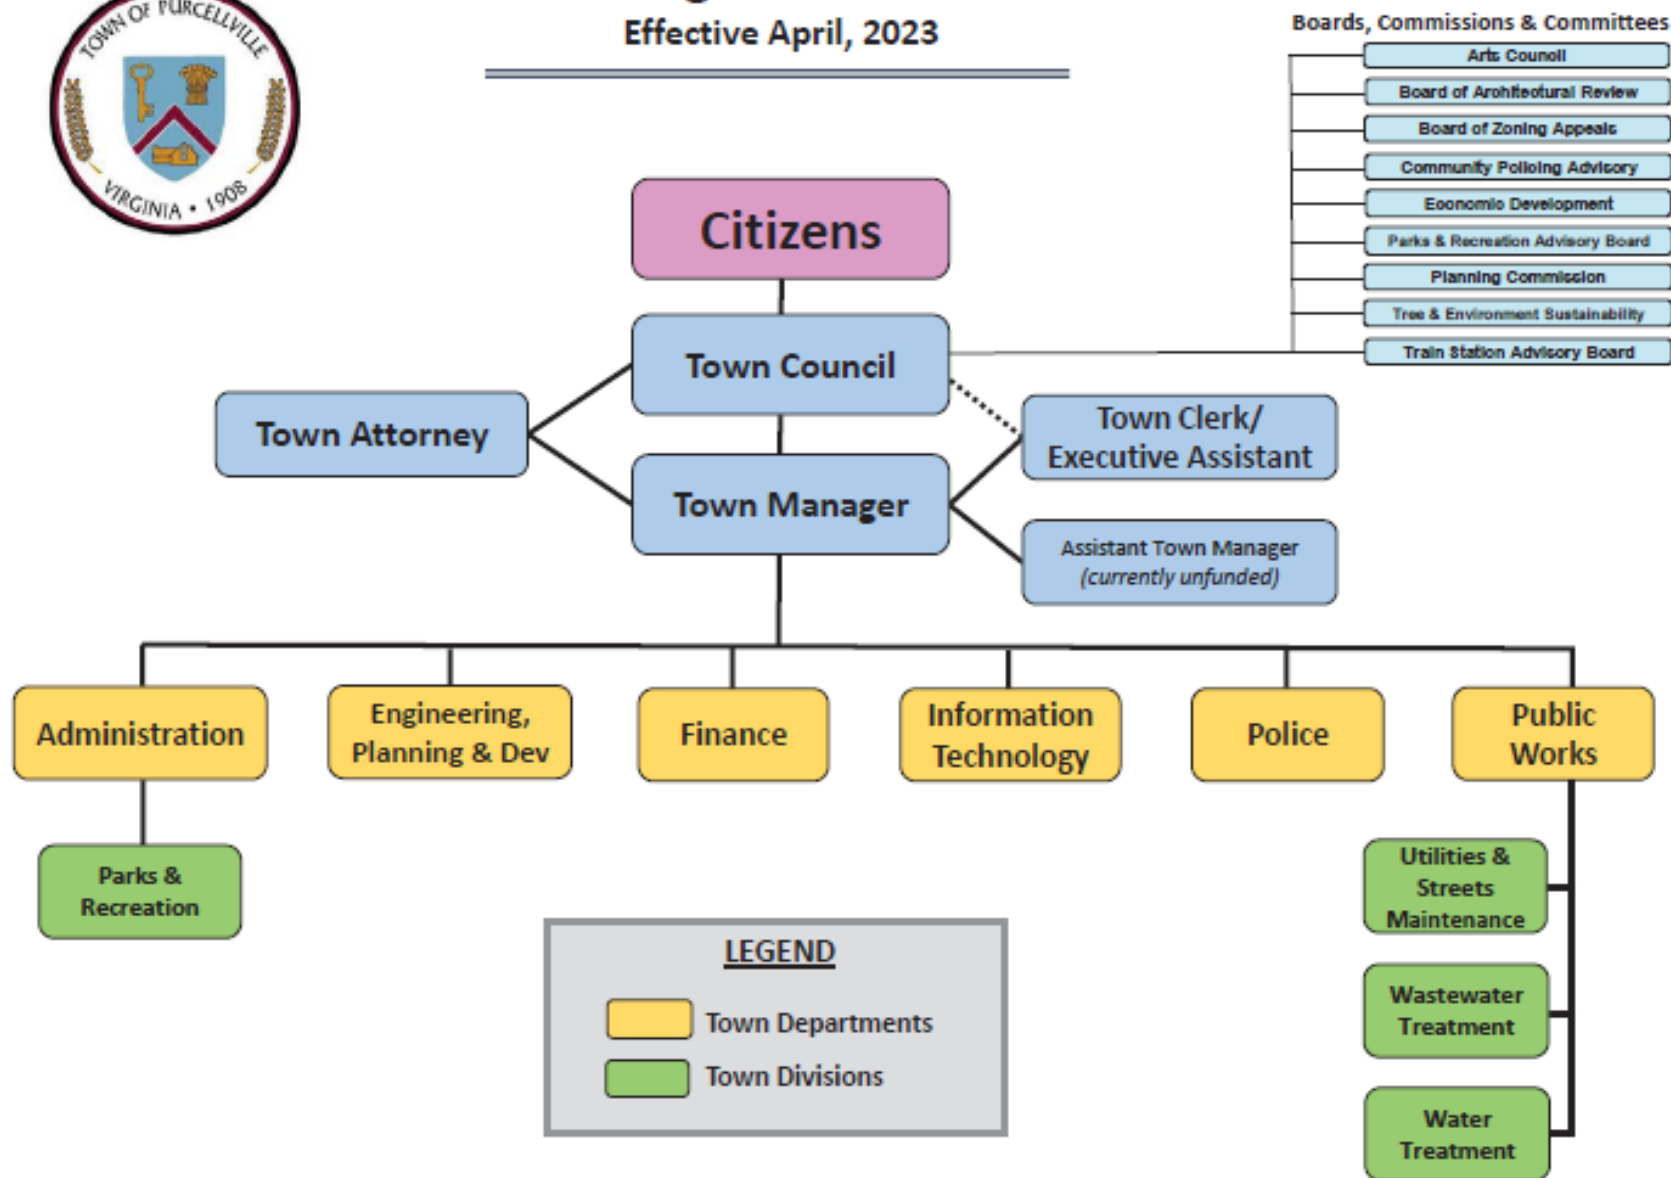 TOWN OF PURCELLVILLE
VIRGINIA • 1908
Effective April, 2023
Boards, Commissions & Committees
Arts Council
Board of Architectural Review
Board of Zoning Appeals
Community Policing Advisory
Economic Development
Parks & Recreation Advisory Board
Planning Commission
Tree & Environment Sustainability
Train Station Advisory Board
Citizens
Town Council
Town Attorney
Town Clerk/
Executive Assistant
Town Manager
Assistant Town Manager
(currently unfunded)
Administration
Engineering,
Planning & Dev
Finance
Information
Technology
Police
Public
Works
Parks &
Recreation
Utilities &
Streets
Maintenance
Wastewater
Treatment
Water
Treatment
LEGEND
Town Departments
Town Divisions